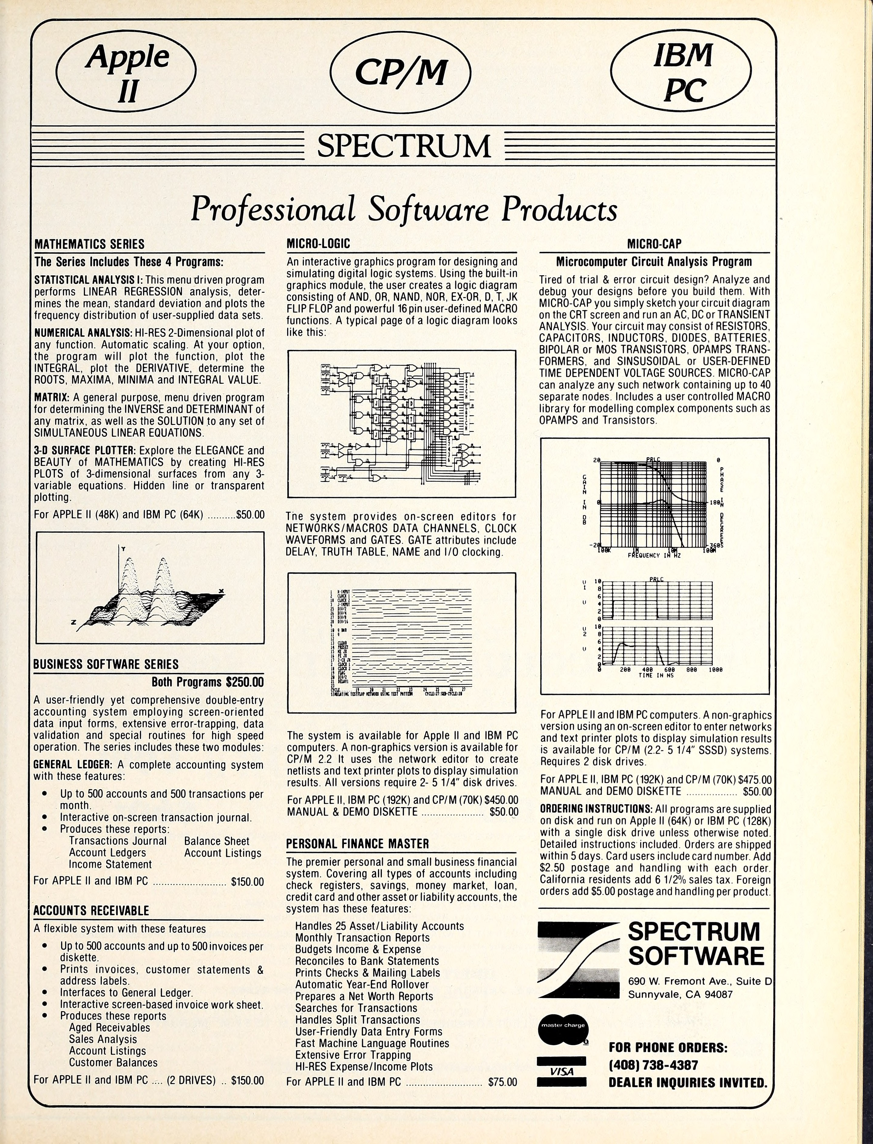 Apple
II
CP/M
IBM
PC
SPECTRUM
Professional Software Products
MATHEMATICS SERIES
The Series Includes These 4 Programs:
STATISTICAL ANALYSIS I: This menu driven program
performs LINEAR REGRESSION analysis, deter-
mines the mean, standard deviation and plots the
frequency distribution of user-supplied data sets.
NUMERICAL ANALYSIS: HI-RES 2-Dimensional plot of
any function. Automatic scaling. At your option,
the program will plot the function, plot the
INTEGRAL, plot the DERIVATIVE, determine the
ROOTS, MAXIMA, MINIMA and INTEGRAL VALUE.
MATRIX: A general purpose, menu driven program
for determining the INVERSE and DETERMINANT of
any matrix, as well as the SOLUTION to any set of
SIMULTANEOUS LINEAR EQUATIONS.
3-D SURFACE PLOTTER: Explore the ELEGANCE and
BEAUTY of MATHEMATICS by creating HI-RES
PLOTS of 3-dimensional surfaces from any 3-
variable equations. Hidden line or transparent
plotting.
For APPLE II (48K) and IBM PC (64K) ..........$50.00
Y
X
Z
BUSINESS SOFTWARE SERIES
Both Programs $250.00
A user-friendly yet comprehensive double-entry
accounting system employing screen-oriented
data input forms, extensive error-trapping, data
validation and special routines for high speed
operation. The series includes these two modules:
GENERAL LEDGER: A complete accounting system
with these features:
• Up to 500 accounts and 500 transactions per
month.
• Interactive on-screen transaction journal.
• Produces these reports:
Transactions Journal Balance Sheet
Account Ledgers Account Listings
Income Statement
For APPLE II and IBM PC .......................... $150.00
ACCOUNTS RECEIVABLE
A flexible system with these features
• Up to 500 accounts and up to 500 invoices per
diskette.
• Prints invoices, customer statements &
address labels.
• Interfaces to General Ledger.
• Interactive screen-based invoice work sheet.
• Produces these reports
Aged Receivables
Sales Analysis
Account Listings
Customer Balances
For APPLE II and IBM PC .... (2 DRIVES) .. $150.00
MICRO-LOGIC
An interactive graphics program for designing and
simulating digital logic systems. Using the built-in
graphics module, the user creates a logic diagram
consisting of AND, OR, NAND, NOR, EX-OR, D, T, JK
FLIP FLOP and powerful 16 pin user-defined MACRO
functions. A typical page of a logic diagram looks
like this:
The system provides on-screen editors for
NETWORKS/MACROS DATA CHANNELS, CLOCK
WAVEFORMS and GATES. GATE attributes include
DELAY, TRUTH TABLE, NAME and I/O clocking.
The system is available for Apple II and IBM PC
computers. A non-graphics version is available for
CP/M 2.2 It uses the network editor to create
netlists and text printer plots to display simulation
results. All versions require 2- 5 1/4" disk drives.
For APPLE II, IBM PC (192K) and CP/M (70K) $450.00
MANUAL & DEMO DISKETTE ...................... $50.00
PERSONAL FINANCE MASTER
The premier personal and small business financial
system. Covering all types of accounts including
check registers, savings, money market, loan,
credit card and other asset or liability accounts, the
system has these features:
Handles 25 Asset/Liability Accounts
Monthly Transaction Reports
Budgets Income & Expense
Reconciles to Bank Statements
Prints Checks & Mailing Labels
Automatic Year-End Rollover
Prepares a Net Worth Reports
Searches for Transactions
Handles Split Transactions
User-Friendly Data Entry Forms
Fast Machine Language Routines
Extensive Error Trapping
HI-RES Expense/Income Plots
For APPLE II and IBM PC ........................... $75.00
MICRO-CAP
Microcomputer Circuit Analysis Program
Tired of trial & error circuit design? Analyze and
debug your designs before you build them. With
MICRO-CAP you simply sketch your circuit diagram
on the CRT screen and run an AC, DC or TRANSIENT
ANALYSIS. Your circuit may consist of RESISTORS,
CAPACITORS, INDUCTORS, DIODES, BATTERIES,
BIPOLAR or MOS TRANSISTORS, OPAMPS TRANS-
FORMERS, and SINSUSOIDAL or USER-DEFINED
TIME DEPENDENT VOLTAGE SOURCES. MICRO-CAP
can analyze any such network containing up to 40
separate nodes. Includes a user controlled MACRO
library for modelling complex components such as
OPAMPS and Transistors.
PRLC
20 0
GAIN IN DB
PHASE IN DEGREES
0 -180
-20 -360
100K 1M 10M 100M
FREQUENCY IN HZ
PRLC
10
8
6
4
2
0
10
8
6
4
2
0
0 200 400 600 800 1000
TIME IN NS
For APPLE II and IBM PC computers. A non-graphics
version using an on-screen editor to enter networks
and text printer plots to display simulation results
is available for CP/M (2.2- 5 1/4" SSSD) systems.
Requires 2 disk drives.
For APPLE II, IBM PC (192K) and CP/M (70K) $475.00
MANUAL and DEMO DISKETTE .................. $50.00
ORDERING INSTRUCTIONS: All programs are supplied
on disk and run on Apple II (64K) or IBM PC (128K)
with a single disk drive unless otherwise noted.
Detailed instructions included. Orders are shipped
within 5 days. Card users include card number. Add
$2.50 postage and handling with each order.
California residents add 6 1/2% sales tax. Foreign
orders add $5.00 postage and handling per product.
SPECTRUM
SOFTWARE
690 W. Fremont Ave., Suite D
Sunnyvale, CA 94087
master charge
VISA
FOR PHONE ORDERS:
(408) 738-4387
DEALER INQUIRIES INVITED.